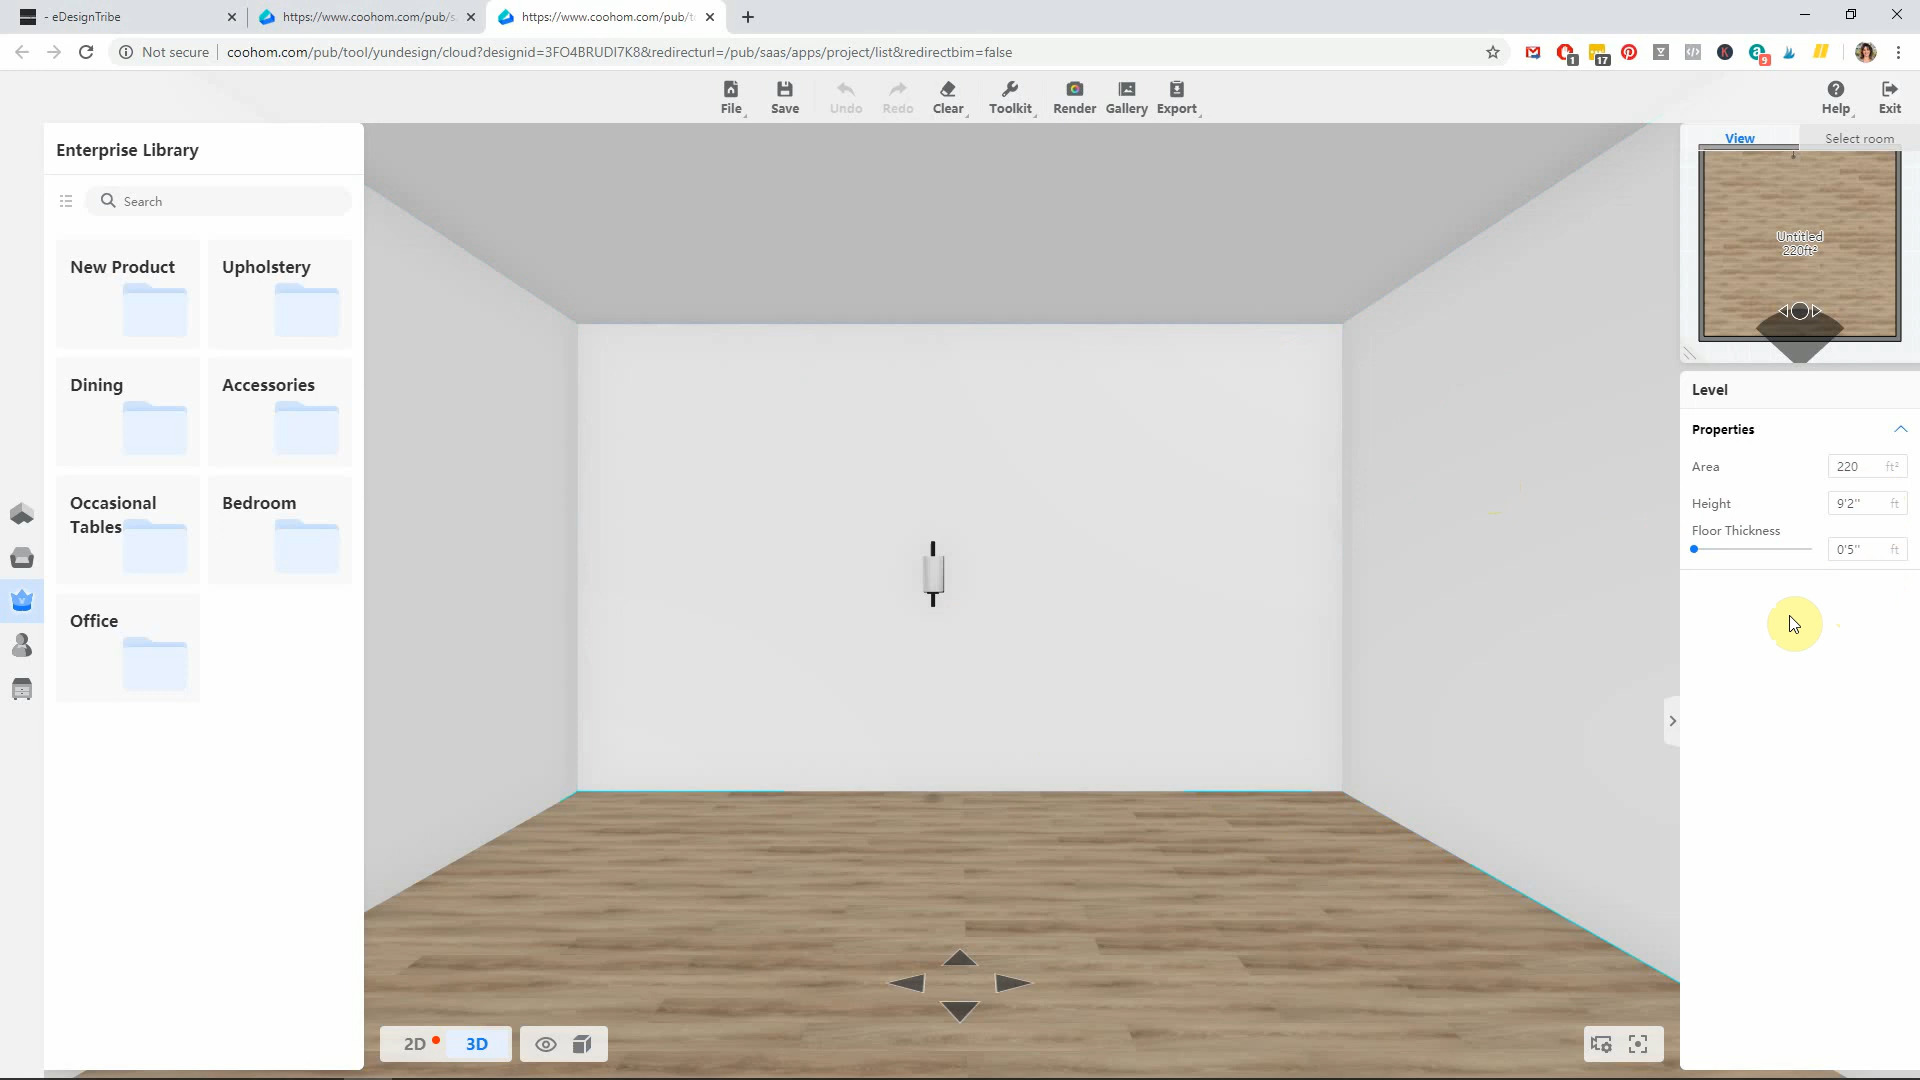 - eDesignTribe
https://www.coohom.com/pub/s
https://www.coohom.com/pub/t
Not secure
coohom.com/pub/tool/yundesign/cloud?designid=3FO4BRUDI7K8&redirecturl=/pub/saas/apps/project/list&redirectbim=false
1
17
K
a
9
File
Save
Undo
Redo
Clear
Toolkit
Render
Gallery
Export
Help
Exit
Enterprise Library
Search
New Product
Upholstery
Dining
Accessories
Occasional
Tables
Bedroom
Office
View
Select room
Untitled
220ft²
Level
Properties
Area
220 ft²
Height
9'2" ft
Floor Thickness
0'5" ft
2D
3D